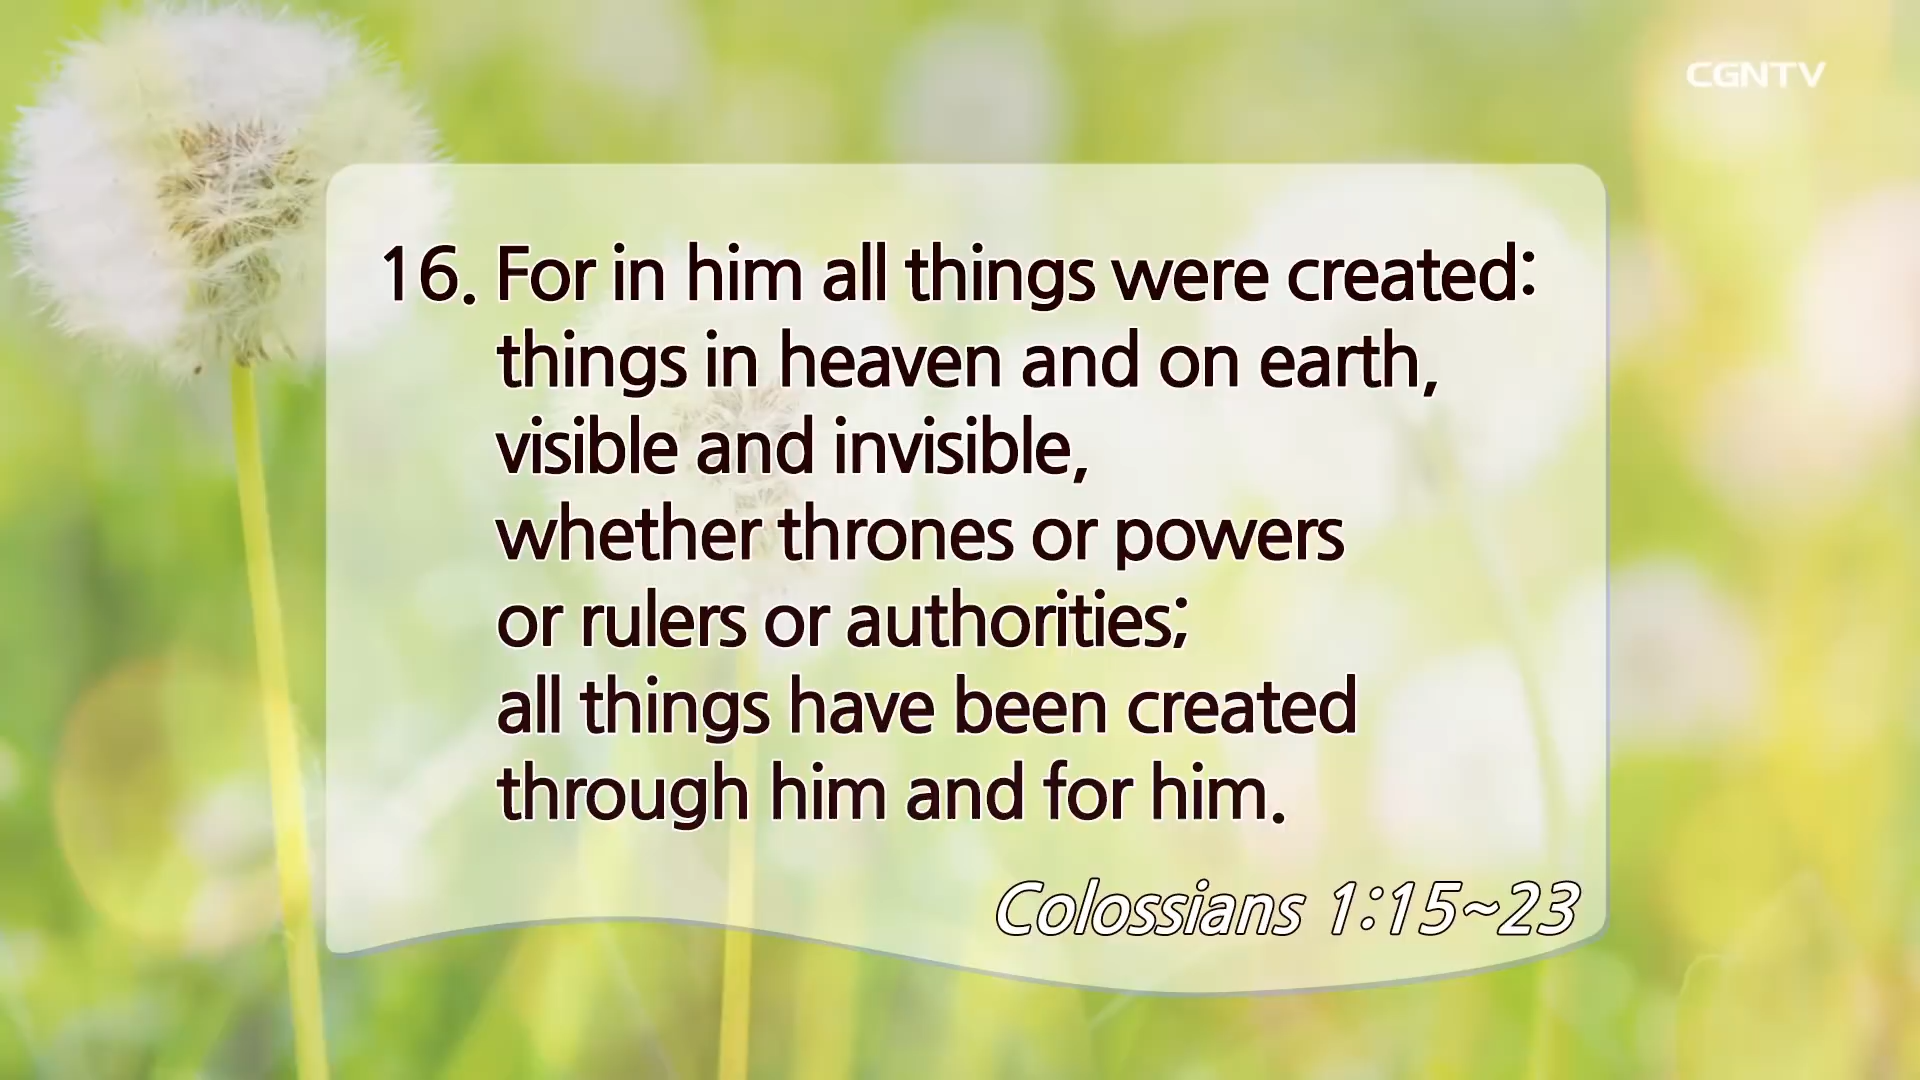 CGNTV
16. For in him all things were created:
things in heaven and on earth,
visible and invisible,
whether thrones or powers
or rulers or authorities;
all things have been created
through him and for him.
Colossians 1:15~23